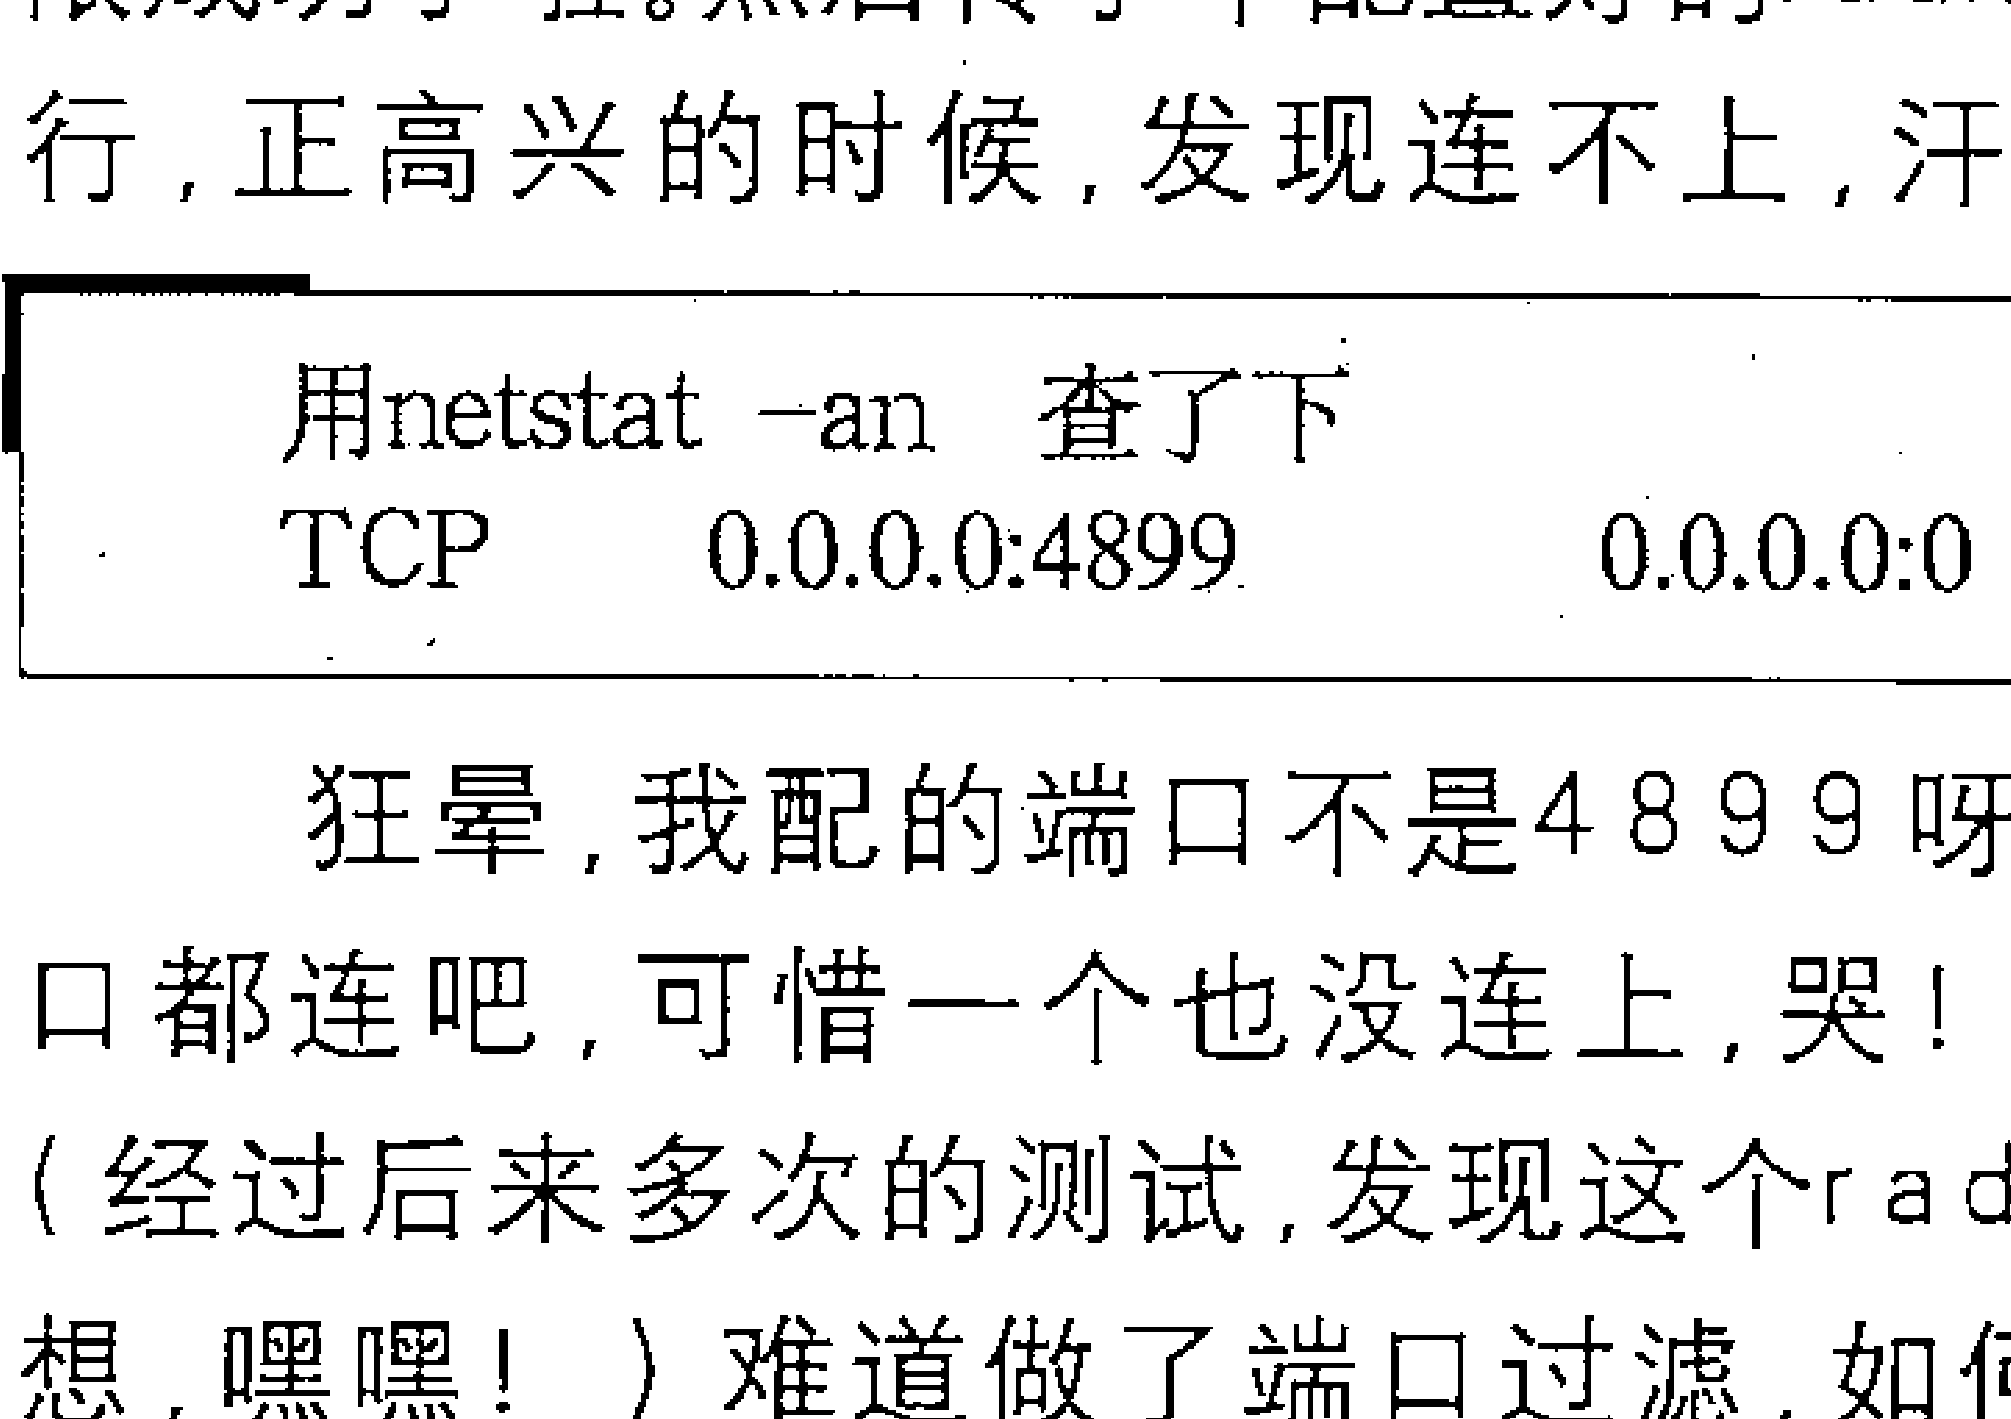 行,正高兴的时候,发现连不上,汗
用netstat －an 查了下
TCP 0.0.0.0:4899 0.0.0.0:0
狂晕,我配的端口不是4899呀
口都连吧,可惜一个也没连上,哭!
(经过后来多次的测试,发现这个rad
想,嘿嘿!)难道做了端口过滤,如何